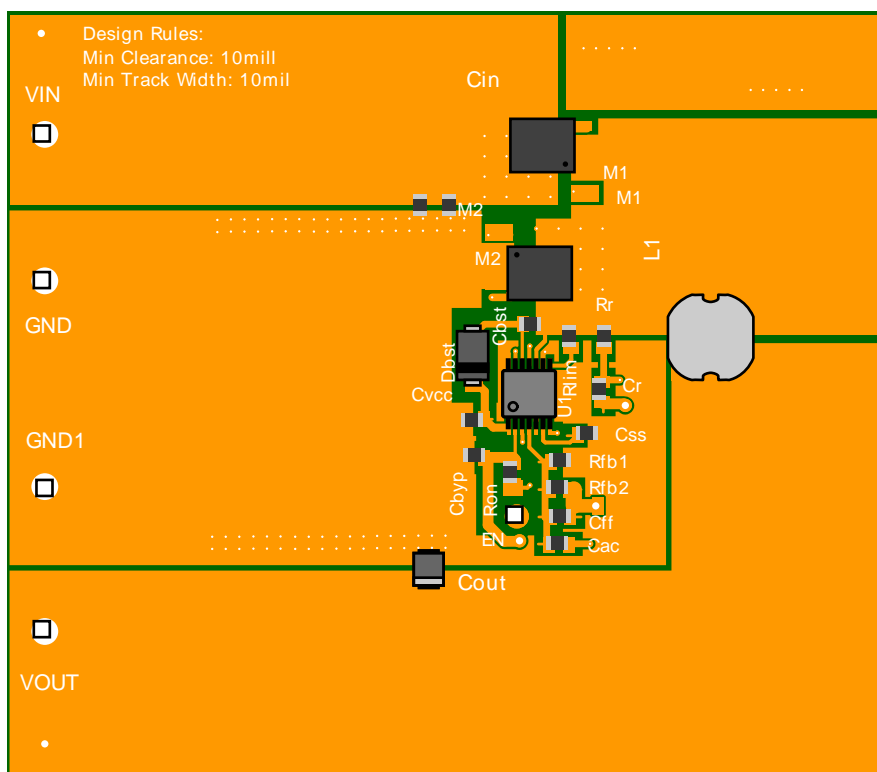 Design Rules:
Min Clearance: 10mill
Min Track Width: 10mil
Cin
VIN
M1
M1
M2
L1
M2
Rr
GND
Cbst
Dbst
Rlim
Cr
Cvcc
U1
Css
GND1
Rfb1
Cbyp
Ron
Rfb2
Cff
EN
Cac
Cout
VOUT